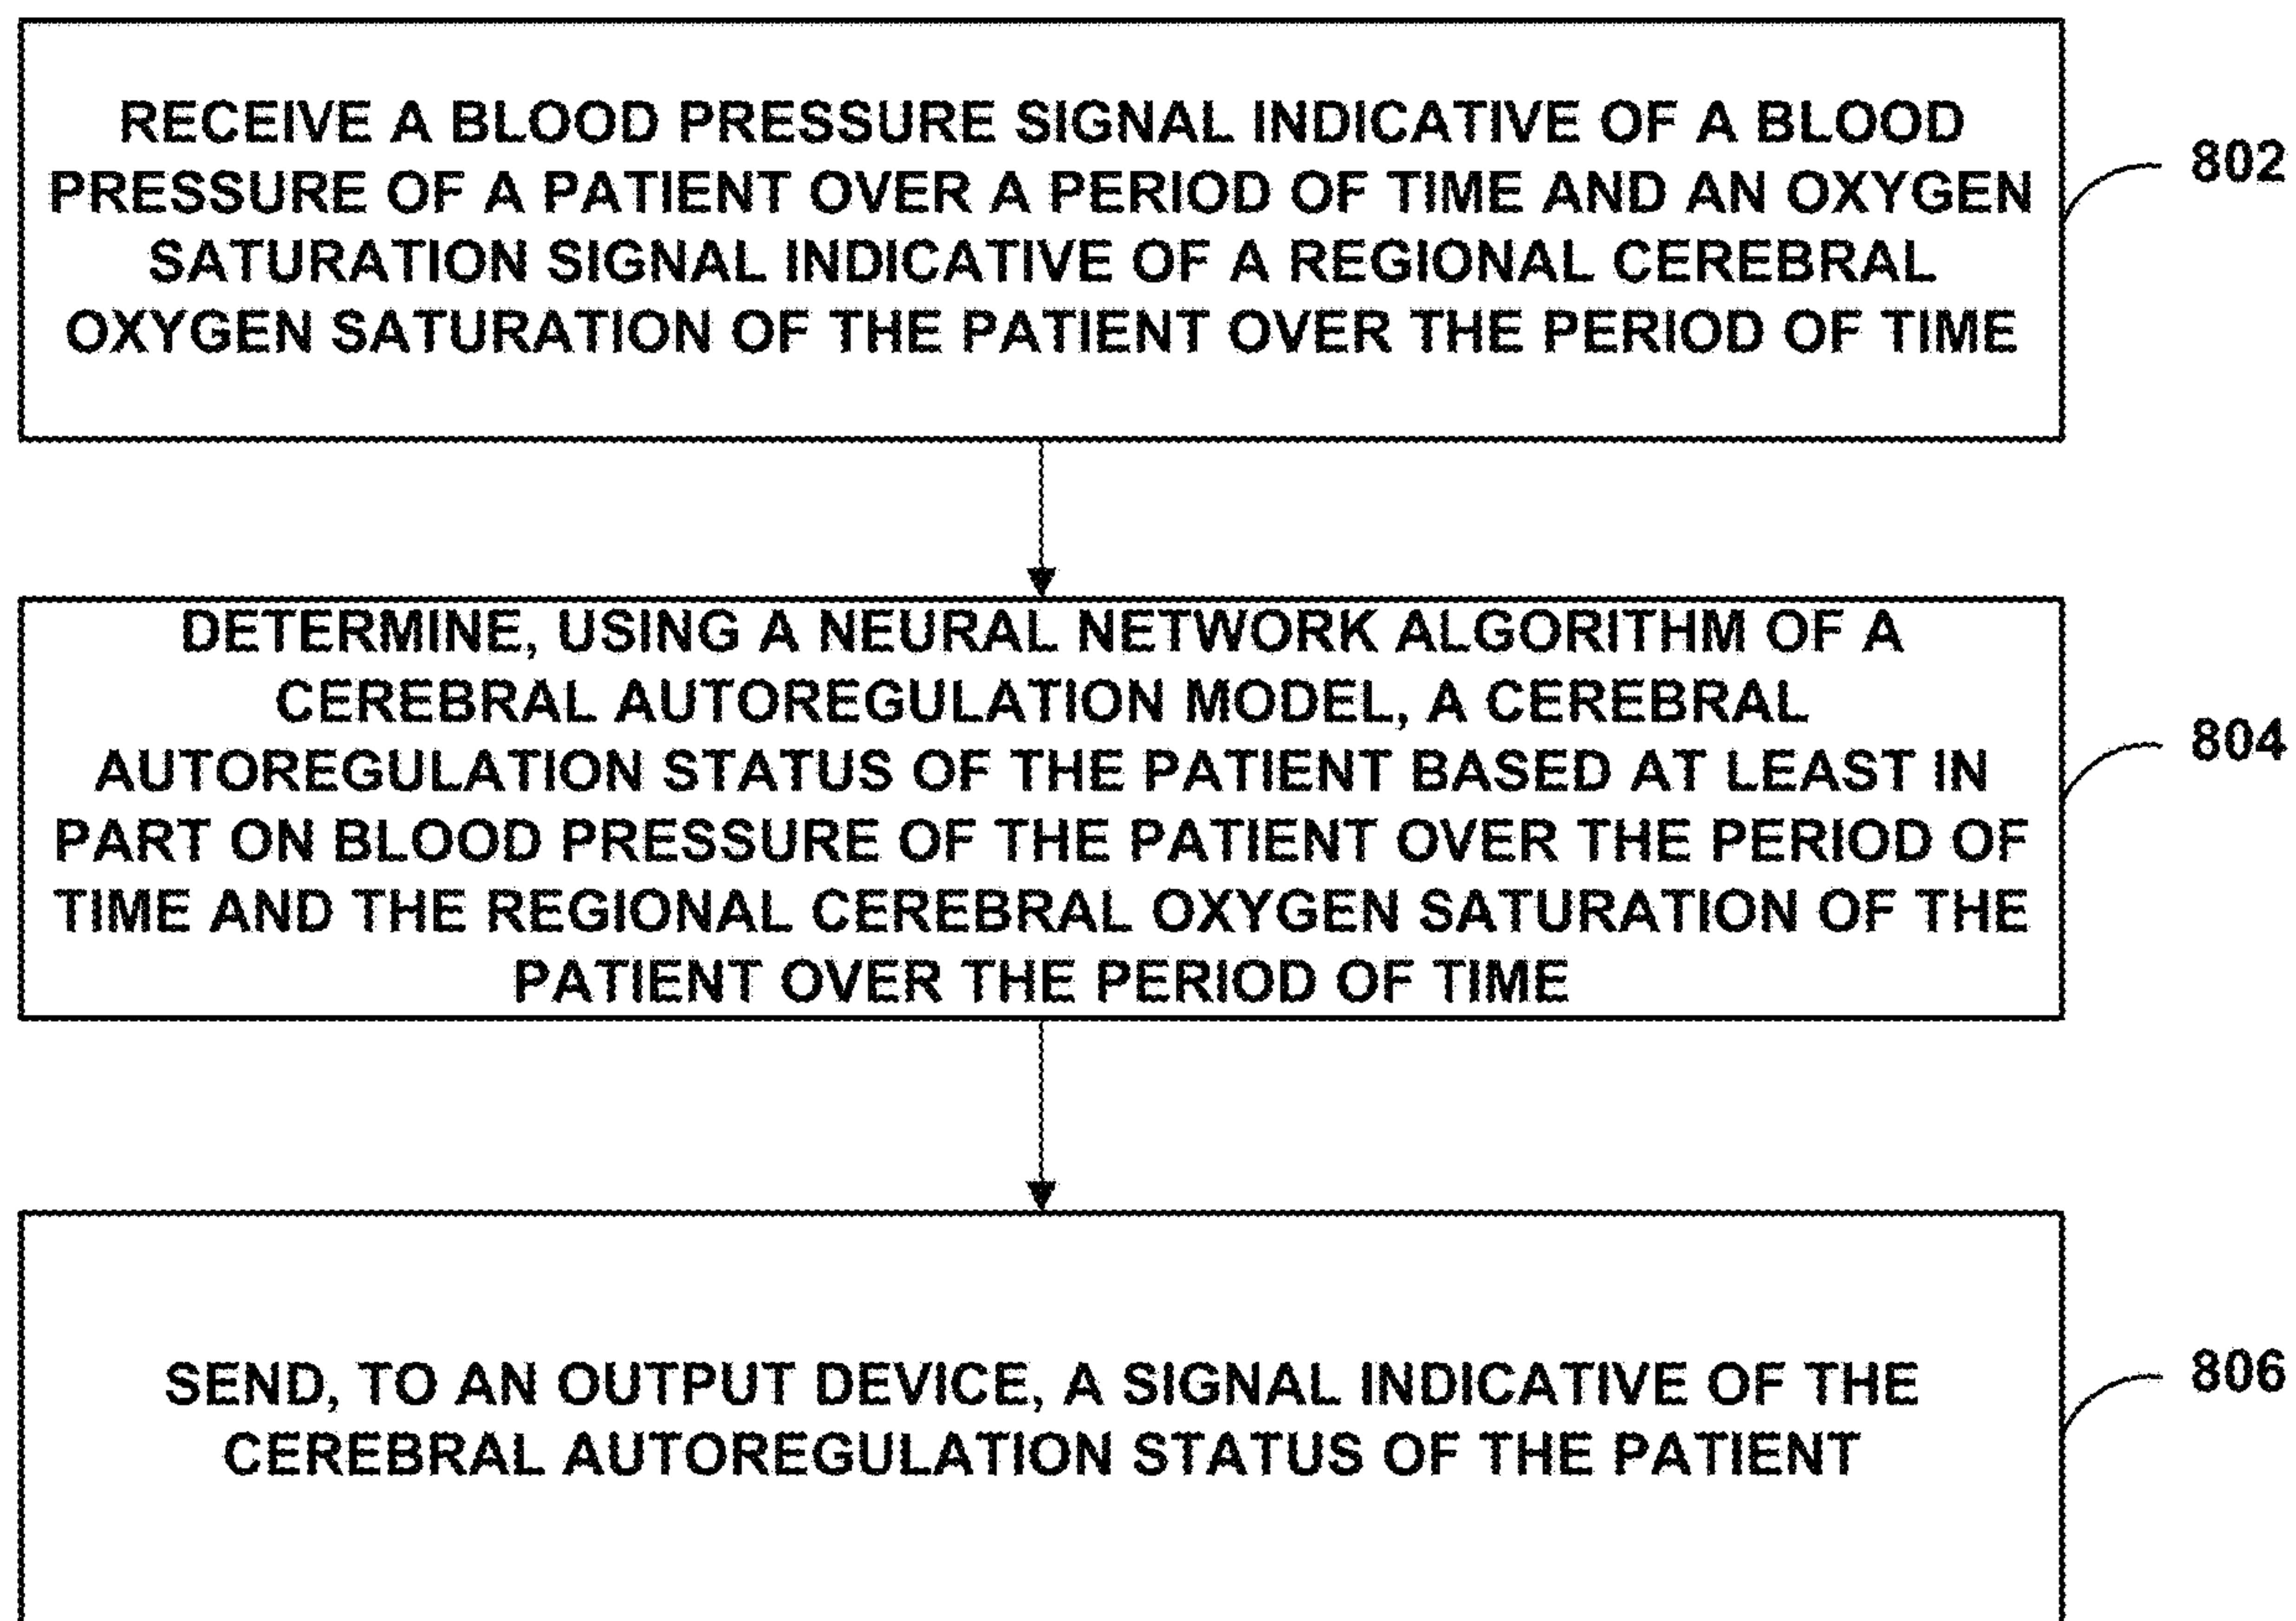 RECEIVE A BLOOD PRESSURE SIGNAL INDICATIVE OF A BLOOD
PRESSURE OF A PATIENT OVER A PERIOD OF TIME AND AN OXYGEN
SATURATION SIGNAL INDICATIVE OF A REGIONAL CEREBRAL
OXYGEN SATURATION OF THE PATIENT OVER THE PERIOD OF TIME
802
DETERMINE, USING A NEURAL NETWORK ALGORITHM OF A
CEREBRAL AUTOREGULATION MODEL, A CEREBRAL
AUTOREGULATION STATUS OF THE PATIENT BASED AT LEAST IN
PART ON BLOOD PRESSURE OF THE PATIENT OVER THE PERIOD OF
TIME AND THE REGIONAL CEREBRAL OXYGEN SATURATION OF THE
PATIENT OVER THE PERIOD OF TIME
804
SEND, TO AN OUTPUT DEVICE, A SIGNAL INDICATIVE OF THE
CEREBRAL AUTOREGULATION STATUS OF THE PATIENT
806